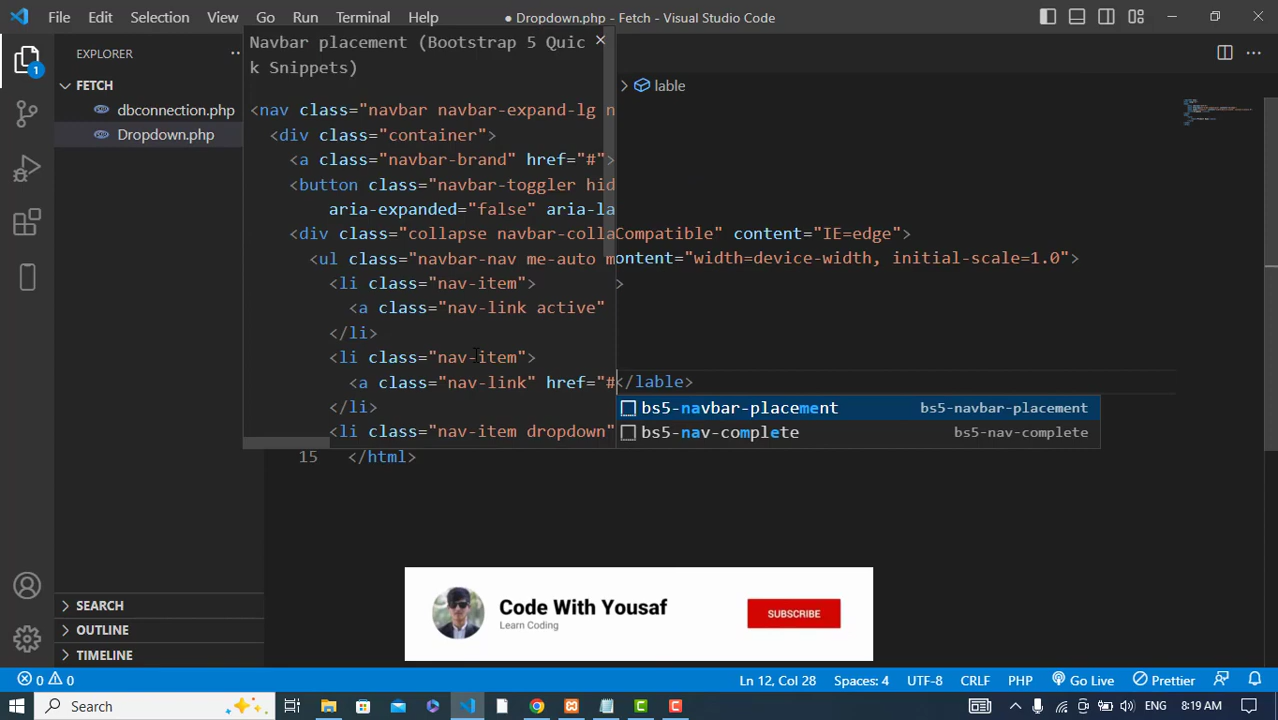 File Edit Selection View Go Run Terminal Help ● Dropdown.php - Fetch - Visual Studio Code
EXPLORER
FETCH
dbconnection.php
Dropdown.php
1
Navbar placement (Bootstrap 5 Quic
k Snippets)
<nav class="navbar navbar-expand-lg n
<div class="container">
<a class="navbar-brand" href="#">
<button class="navbar-toggler hid
aria-expanded="false" aria-la
<div class="collapse navbar-colla
<ul class="navbar-nav me-auto m
<li class="nav-item">
<a class="nav-link active"
</li>
<li class="nav-item">
<a class="nav-link" href="#
</li>
<li class="nav-item dropdown"
lable
Compatible" content="IE=edge">
ontent="width=device-width, initial-scale=1.0">
>
</lable>
bs5-navbar-placement bs5-navbar-placement
bs5-nav-complete bs5-nav-complete
15 </html>
Code With Yousaf
Learn Coding
SUBSCRIBE
SEARCH
OUTLINE
TIMELINE
0 0 Ln 12, Col 28 Spaces: 4 UTF-8 CRLF PHP Go Live Prettier
Search ENG 8:19 AM